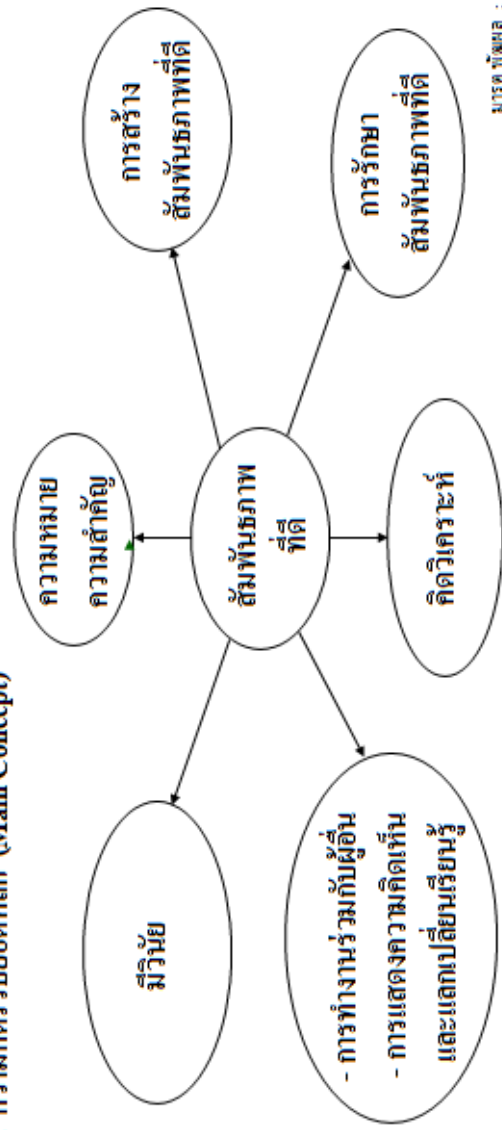 (Main Concept)
ความหมาย
ความสำคัญ
การสร้าง
สัมพันธภาพที่ดี
มีวินัย
สัมพันธภาพ
ที่ดี
- การทำงานร่วมกับผู้อื่น
- การแสดงความคิดเห็น
และแลกเปลี่ยนเรียนรู้
คิดวิเคราะห์
การรักษา
สัมพันธภาพที่ดี